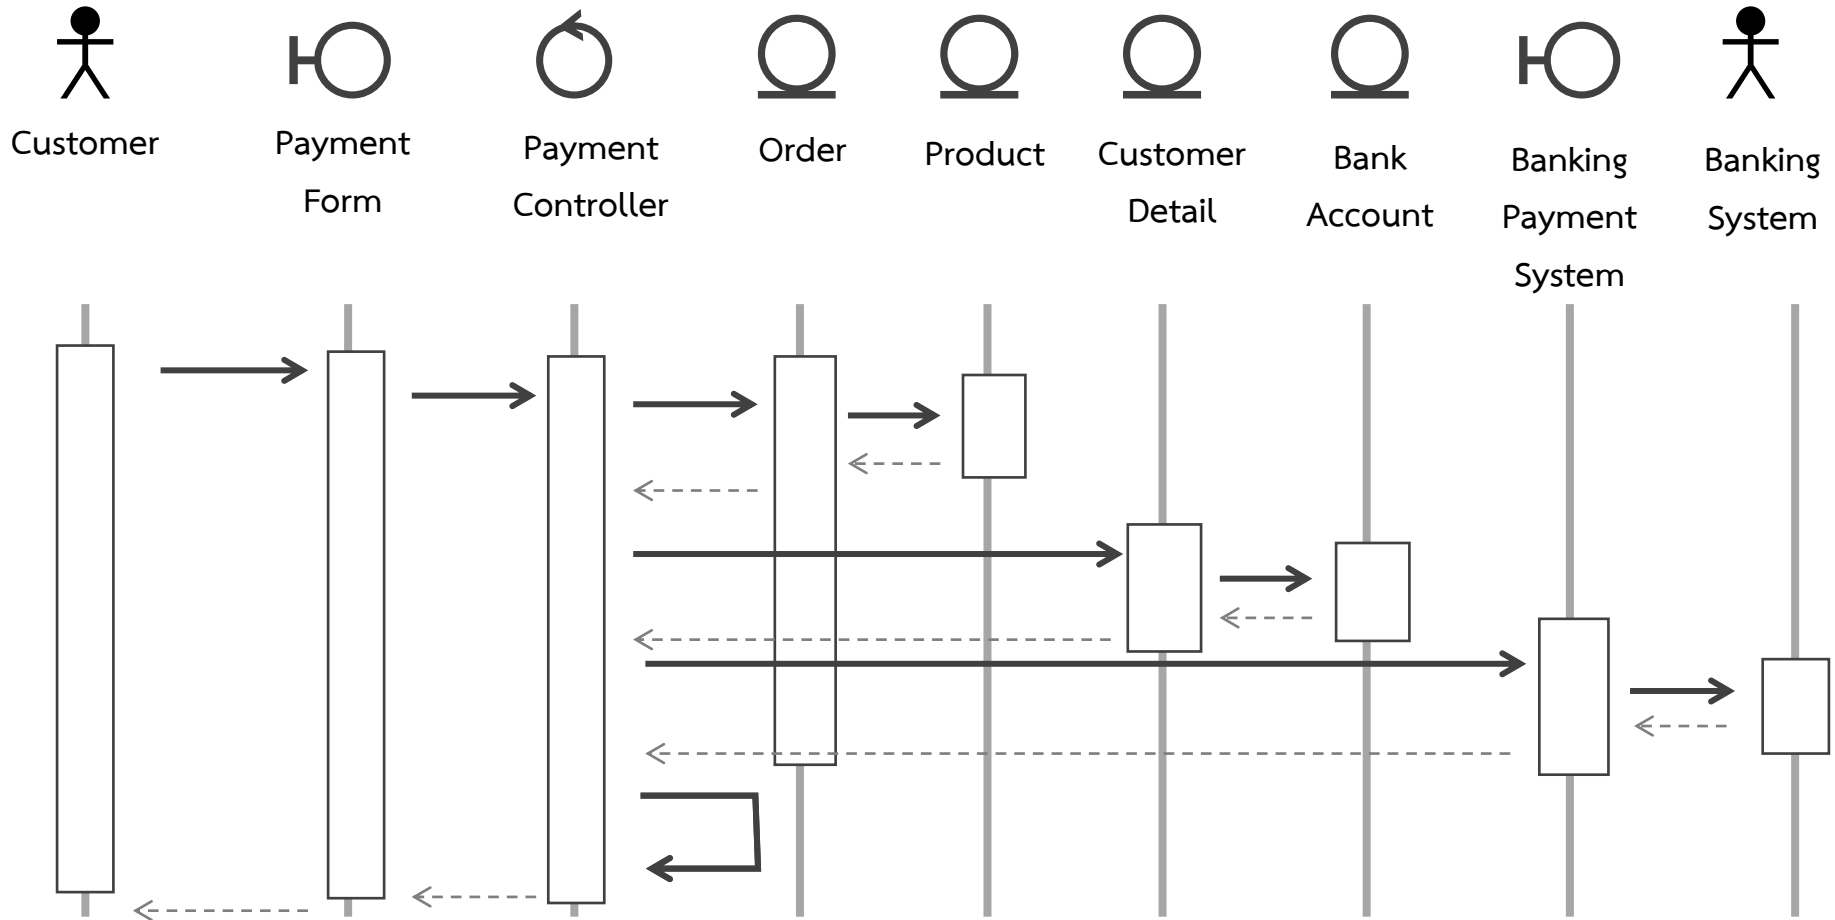 Customer
Payment
Form
Payment
Controller
Order
Product
Customer
Detail
Bank
Account
Banking
Payment
System
Banking
System